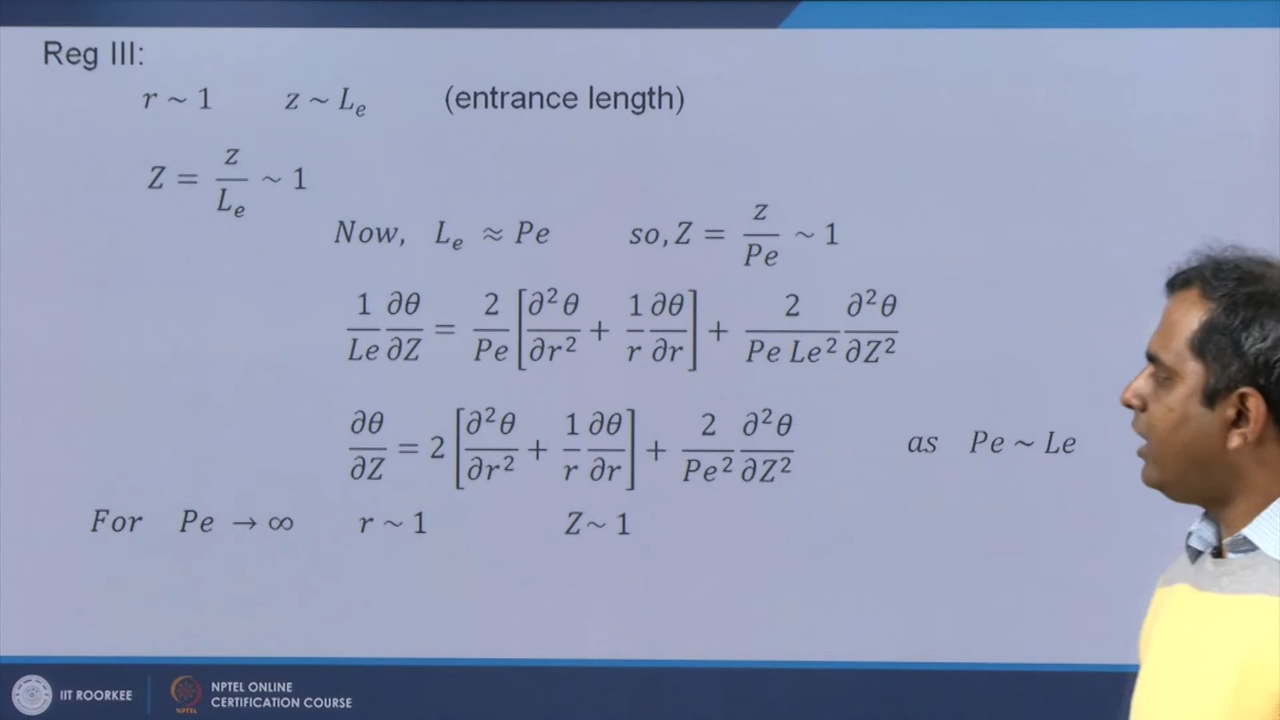 Reg III:
r ~ 1 z ~ L_e (entrance length)
Z = z/L_e ~ 1
Now, L_e ≈ Pe so, Z = z/Pe ~ 1
1/Le ∂θ/∂Z = 2/Pe [∂²θ/∂r² + 1/r ∂θ/∂r] + 2/(Pe Le²) ∂²θ/∂Z²
∂θ/∂Z = 2 [∂²θ/∂r² + 1/r ∂θ/∂r] + 2/Pe² ∂²θ/∂Z² as Pe ~ Le
For Pe → ∞ r ~ 1 Z ~ 1
IIT ROORKEE
NPTEL
NPTEL ONLINE
CERTIFICATION COURSE